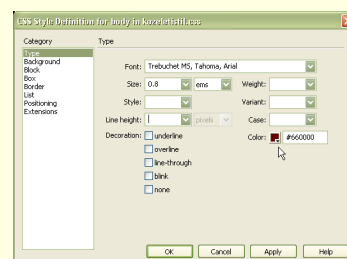 CSS Style Definition for body in kozeletistil.css
Category
Type
Type
Background
Block
Box
Border
List
Positioning
Extensions
Font: Trebuchet MS, Tahoma, Arial
Size: 0.8 ems Weight:
Style: Variant:
Line height: pixels Case:
Decoration: underline Color: #660000
overline
line-through
blink
none
OK Cancel Apply Help